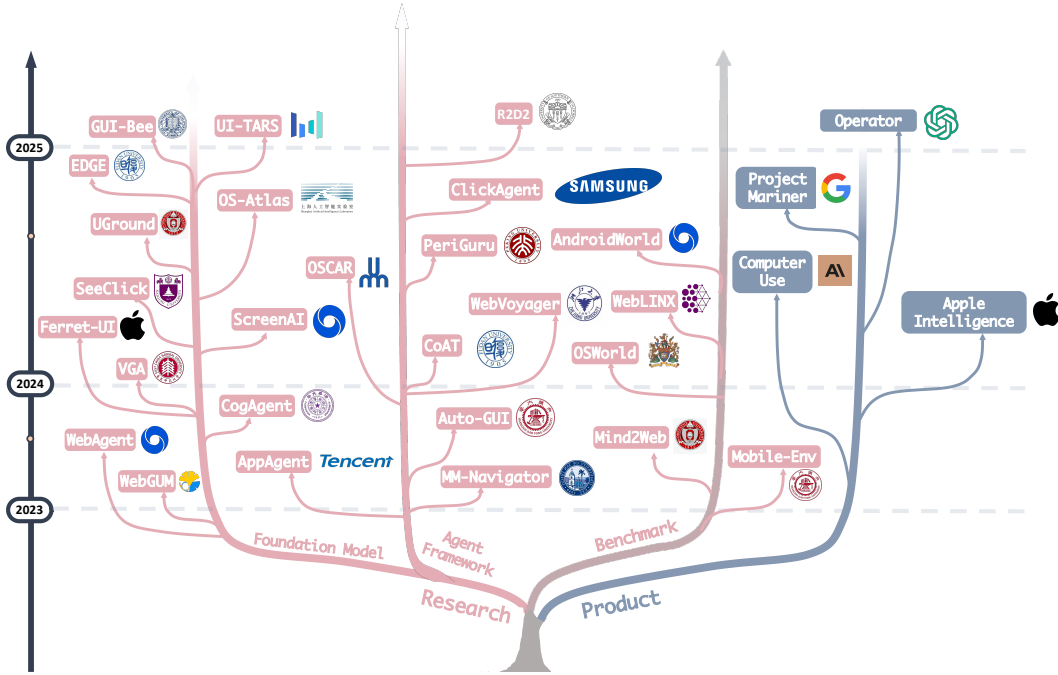 2025
2024
2023
GUI-Bee
UI-TARS
EDGE
OS-Atlas
UGround
SeeClick
Ferret-UI
ScreenAI
VGA
CogAgent
WebAgent
WebGUM
Foundation Model
R2D2
ClickAgent
SAMSUNG
PeriGuru
OSCAR
WebVoyager
CoAT
Auto-GUI
AppAgent
Tencent
MM-Navigator
Agent
Framework
AndroidWorld
WebLINX
OSWorld
Mind2Web
Mobile-Env
Benchmark
Research
Operator
Project
Mariner
Computer
Use
Apple
Intelligence
Product